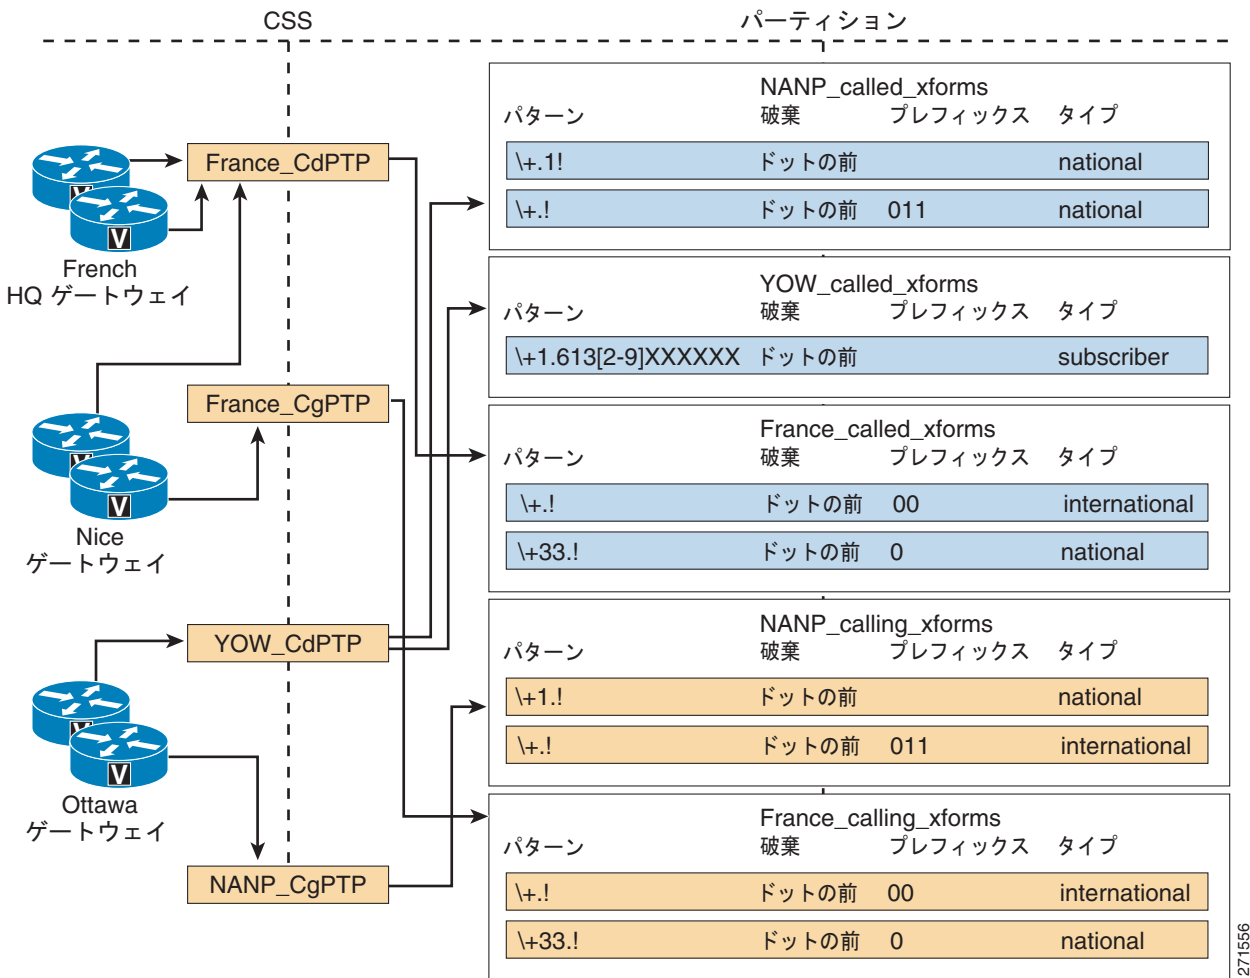 CSS
パーティション
French
HQ ゲートウェイ
Nice
ゲートウェイ
Ottawa
ゲートウェイ
V
V
V
V
V
V
France_CdPTP
France_CgPTP
YOW_CdPTP
NANP_CgPTP
NANP_called_xforms
パターン 破棄 プレフィックス タイプ
\+.1! ドットの前 national
\+.! ドットの前 011 national
YOW_called_xforms
パターン 破棄 プレフィックス タイプ
\+1.613[2-9]XXXXXX ドットの前 subscriber
France_called_xforms
パターン 破棄 プレフィックス タイプ
\+.! ドットの前 00 international
\+33.! ドットの前 0 national
NANP_calling_xforms
パターン 破棄 プレフィックス タイプ
\+1.! ドットの前 national
\+.! ドットの前 011 international
France_calling_xforms
パターン 破棄 プレフィックス タイプ
\+.! ドットの前 00 international
\+33.! ドットの前 0 national
271556